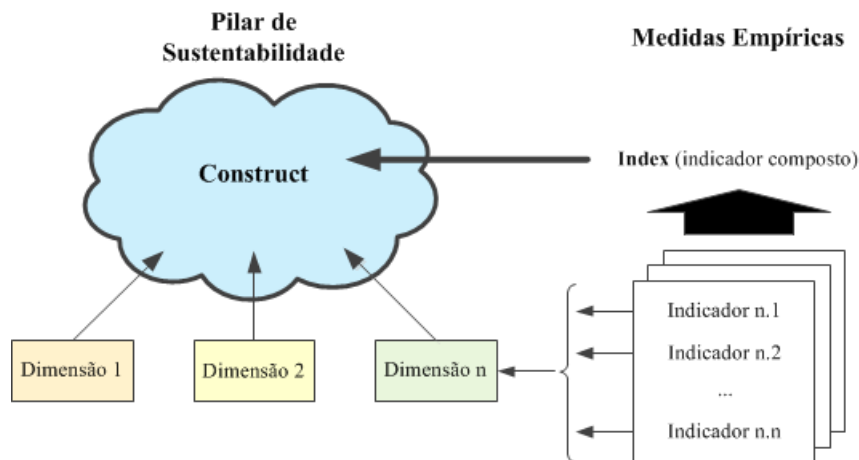 Pilar de
Sustentabilidade
Medidas Empíricas
Construct
Index (indicador composto)
Dimensão 1
Dimensão 2
Dimensão n
Indicador n.1
Indicador n.2
...
Indicador n.n